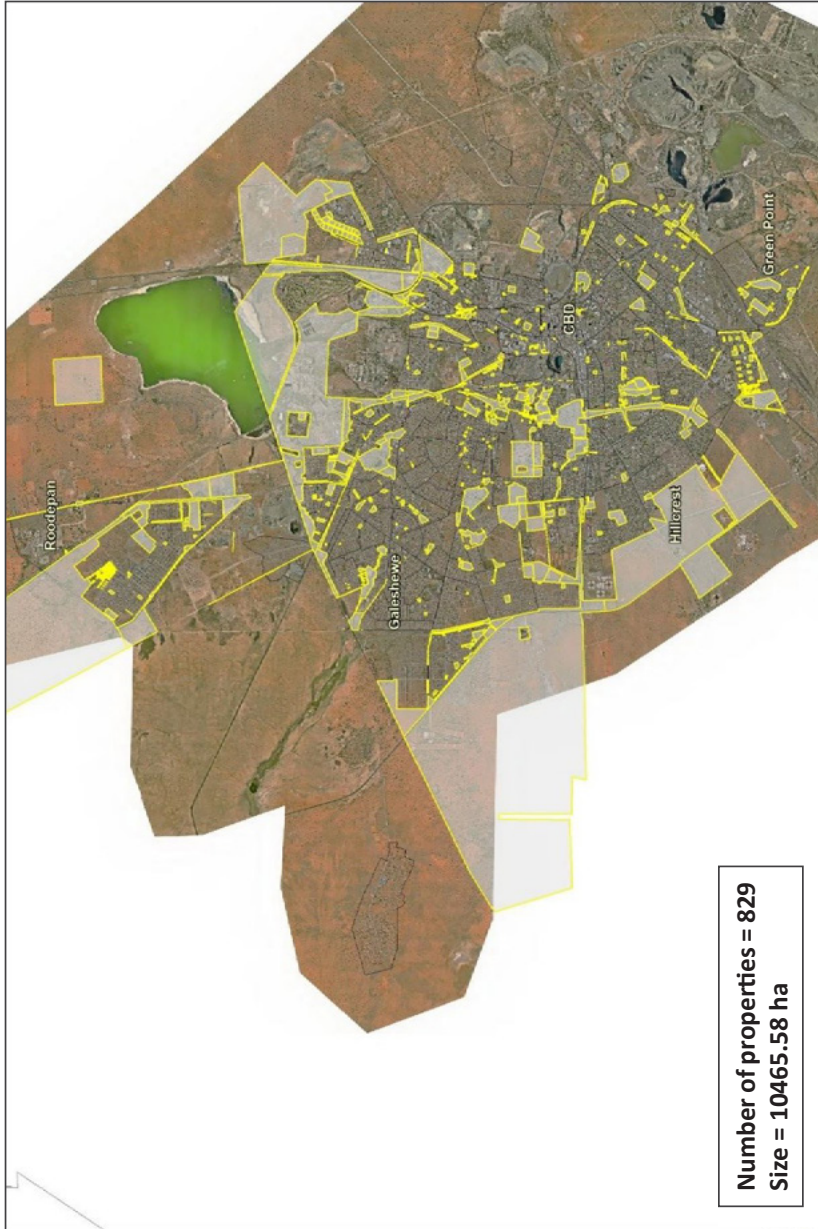 Roodepan
Galeshewe
CBD
Green Point
Hillcrest
Number of properties = 829
Size = 10465.58 ha